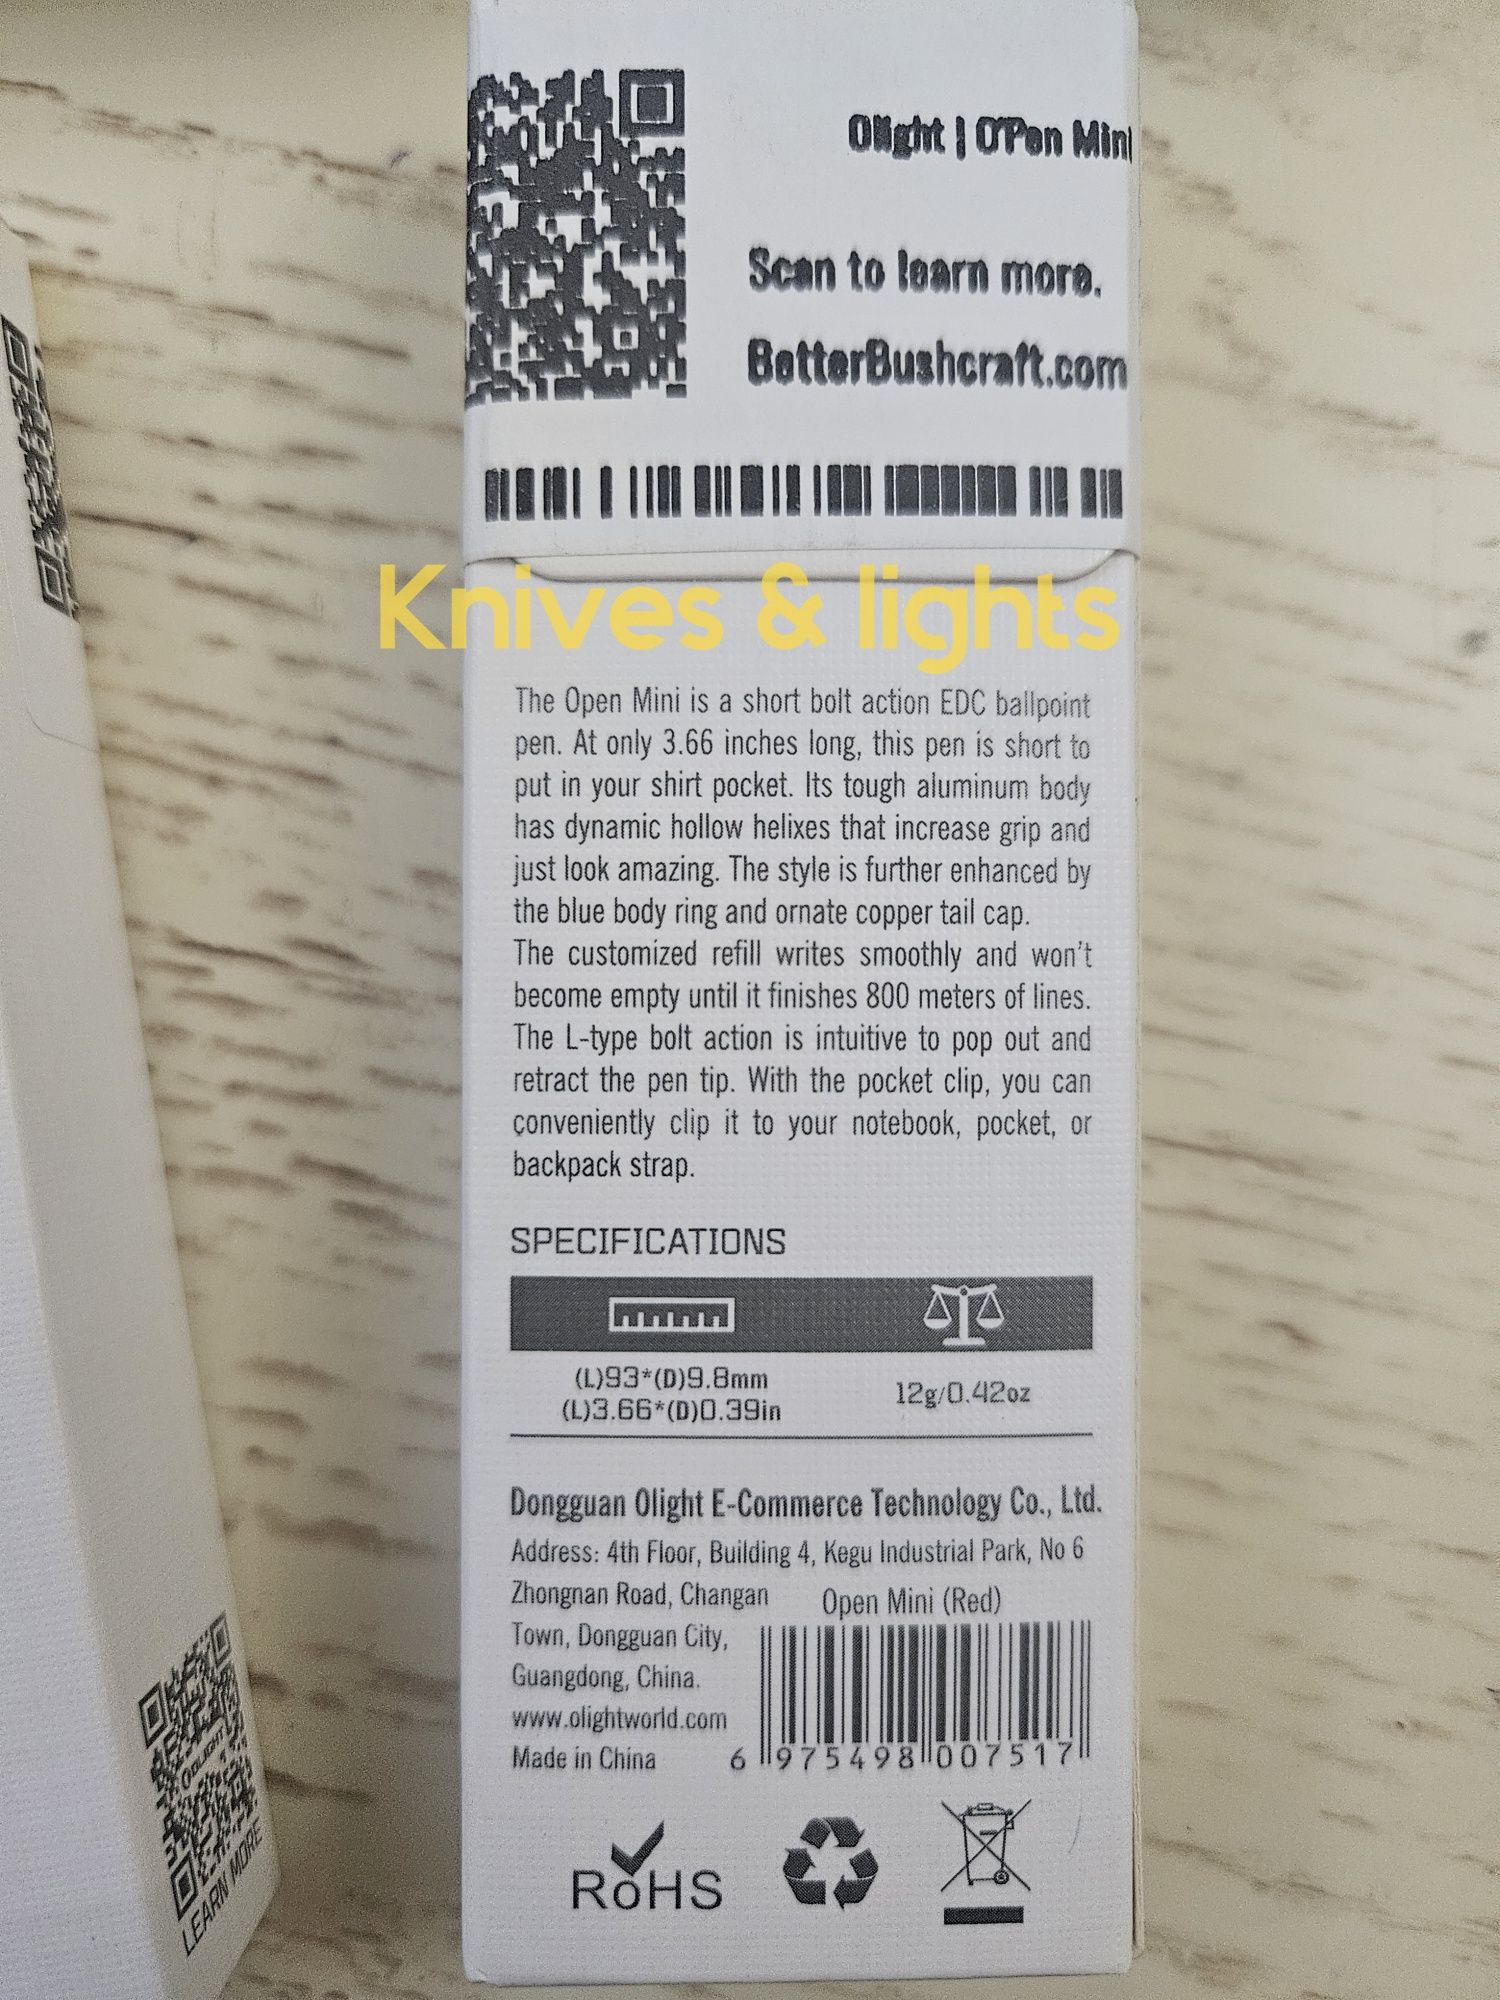 Olight | O'Pen Mini
Scan to learn more.
BetterBushcraft.com
Knives & lights
The Open Mini is a short bolt action EDC ballpoint
pen. At only 3.66 inches long, this pen is short to
put in your shirt pocket. Its tough aluminum body
has dynamic hollow helixes that increase grip and
just look amazing. The style is further enhanced by
the blue body ring and ornate copper tail cap.
The customized refill writes smoothly and won't
become empty until it finishes 800 meters of lines.
The L-type bolt action is intuitive to pop out and
retract the pen tip. With the pocket clip, you can
conveniently clip it to your notebook, pocket, or
backpack strap.
SPECIFICATIONS
(L)93*(D)9.8mm
(L)3.66*(D)0.39in
12g/0.42oz
Dongguan Olight E-Commerce Technology Co., Ltd.
Address: 4th Floor, Building 4, Kegu Industrial Park, No 6
Zhongnan Road, Changan
Town, Dongguan City,
Guangdong, China.
www.olightworld.com
Made in China
Open Mini (Red)
6 975498 007517
RoHS
OLIGHT
LEARN MORE